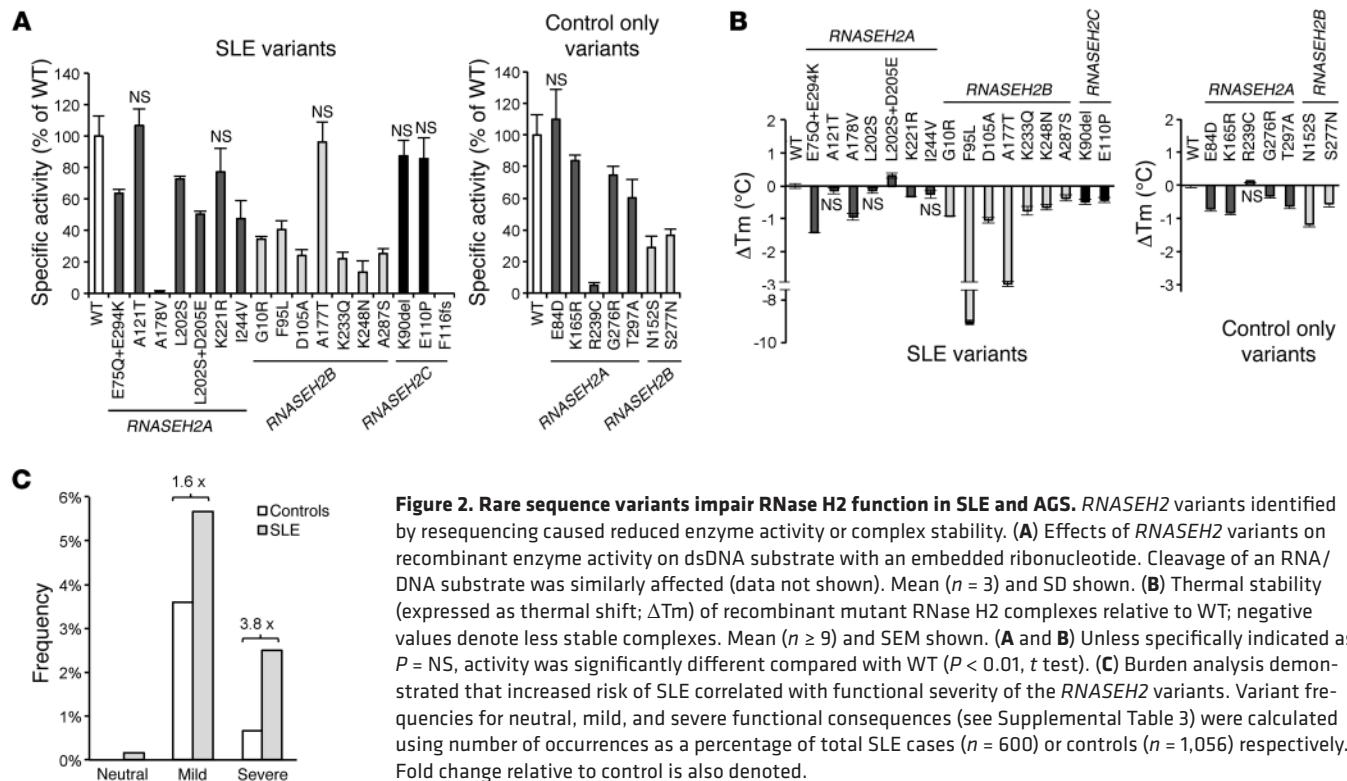 A
SLE variants
Control only
variants
Specific activity (% of WT)
140
120
100
80
60
40
20
0
NS
NS
NS
NS
NS
WT
E75Q+E294K
A121T
A178V
L202S
L202S+D205E
K221R
I244V
G10R
F95L
D105A
A177T
K233Q
K248N
A287S
K90del
E110P
F116fs
RNASEH2A
RNASEH2B
RNASEH2C
Specific activity (% of WT)
140
120
100
80
60
40
20
0
NS
WT
E84D
K165R
R239C
G276R
T297A
N152S
S277N
RNASEH2A
RNASEH2B
B
RNASEH2A
RNASEH2B
RNASEH2C
WT
E75Q+E294K
A121T
A178V
L202S
L202S+D205E
K221R
I244V
G10R
F95L
D105A
A177T
K233Q
K248N
A287S
K90del
E110P
ΔTm (°C)
2
1
0
-1
-2
-3
-8
-10
NS
NS
NS
SLE variants
RNASEH2A
RNASEH2B
WT
E84D
K165R
R239C
G276R
T297A
N152S
S277N
ΔTm (°C)
2
1
0
-1
-2
-3
NS
Control only
variants
C
Frequency
6%
5%
4%
3%
2%
1%
0%
1.6 x
3.8 x
Controls
SLE
Neutral
Mild
Severe
Figure 2. Rare sequence variants impair RNase H2 function in SLE and AGS. RNASEH2 variants identified
by resequencing caused reduced enzyme activity or complex stability. (A) Effects of RNASEH2 variants on
recombinant enzyme activity on dsDNA substrate with an embedded ribonucleotide. Cleavage of an RNA/
DNA substrate was similarly affected (data not shown). Mean (n = 3) and SD shown. (B) Thermal stability
(expressed as thermal shift; ΔTm) of recombinant mutant RNase H2 complexes relative to WT; negative
values denote less stable complexes. Mean (n ≥ 9) and SEM shown. (A and B) Unless specifically indicated as
P = NS, activity was significantly different compared with WT (P < 0.01, t test). (C) Burden analysis demon-
strated that increased risk of SLE correlated with functional severity of the RNASEH2 variants. Variant fre-
quencies for neutral, mild, and severe functional consequences (see Supplemental Table 3) were calculated
using number of occurrences as a percentage of total SLE cases (n = 600) or controls (n = 1,056) respectively.
Fold change relative to control is also denoted.